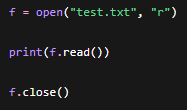 f = open("test.txt", "r")
print(f.read())
f.close()